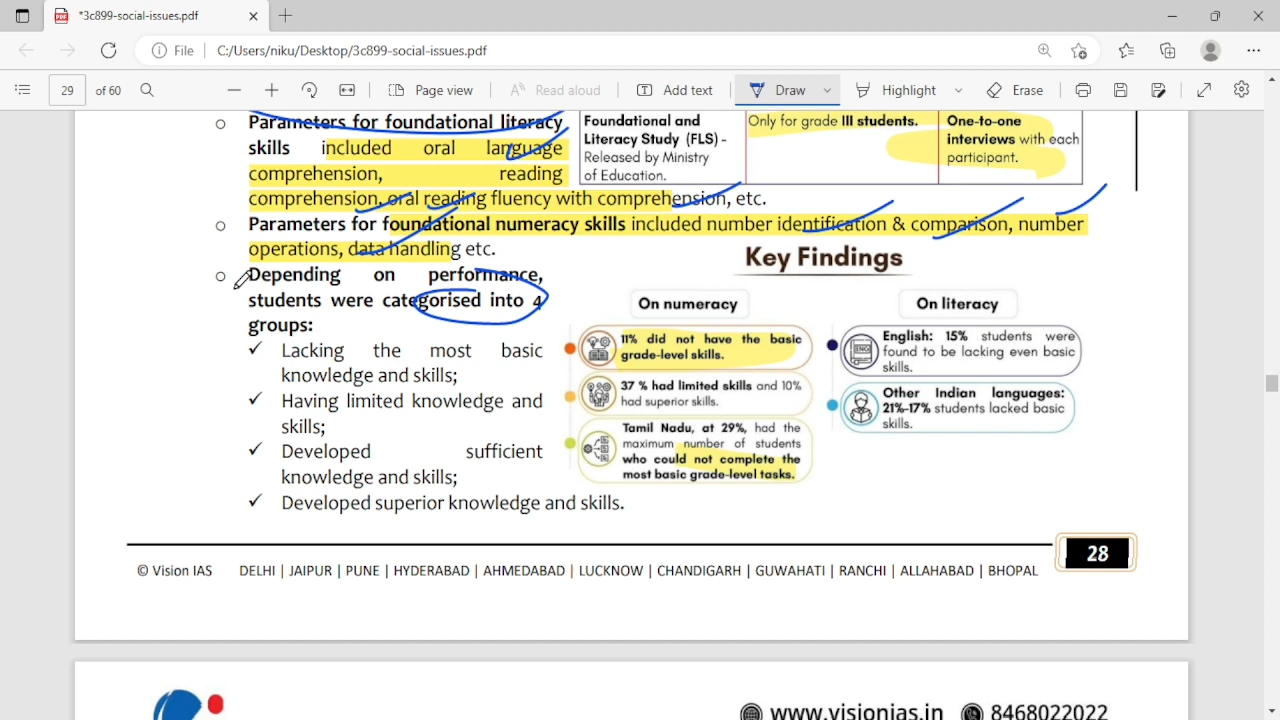 *3c899-social-issues.pdf
File
C:/Users/niku/Desktop/3c899-social-issues.pdf
29 of 60
Page view
Read aloud
Add text
Draw
Highlight
Erase
Parameters for foundational literacy
skills included oral language
comprehension, reading
comprehension, oral reading fluency with comprehension, etc.
Foundational and
Literacy Study (FLS) -
Released by Ministry
of Education.
Only for grade III students.
One-to-one
interviews with each
participant.
Parameters for foundational numeracy skills included number identification & comparison, number
operations, data handling etc.
Depending on performance,
students were categorised into 4
groups:
✓ Lacking the most basic
knowledge and skills;
✓ Having limited knowledge and
skills;
✓ Developed sufficient
knowledge and skills;
✓ Developed superior knowledge and skills.
Key Findings
On numeracy
11% did not have the basic
grade-level skills.
37 % had limited skills and 10%
had superior skills.
Tamil Nadu, at 29%, had the
maximum number of students
who could not complete the
most basic grade-level tasks.
On literacy
English: 15% students were
found to be lacking even basic
skills.
Other Indian languages:
21%-17% students lacked basic
skills.
28
© Vision IAS
DELHI | JAIPUR | PUNE | HYDERABAD | AHMEDABAD | LUCKNOW | CHANDIGARH | GUWAHATI | RANCHI | ALLAHABAD | BHOPAL
www.visionias.in
8468022022